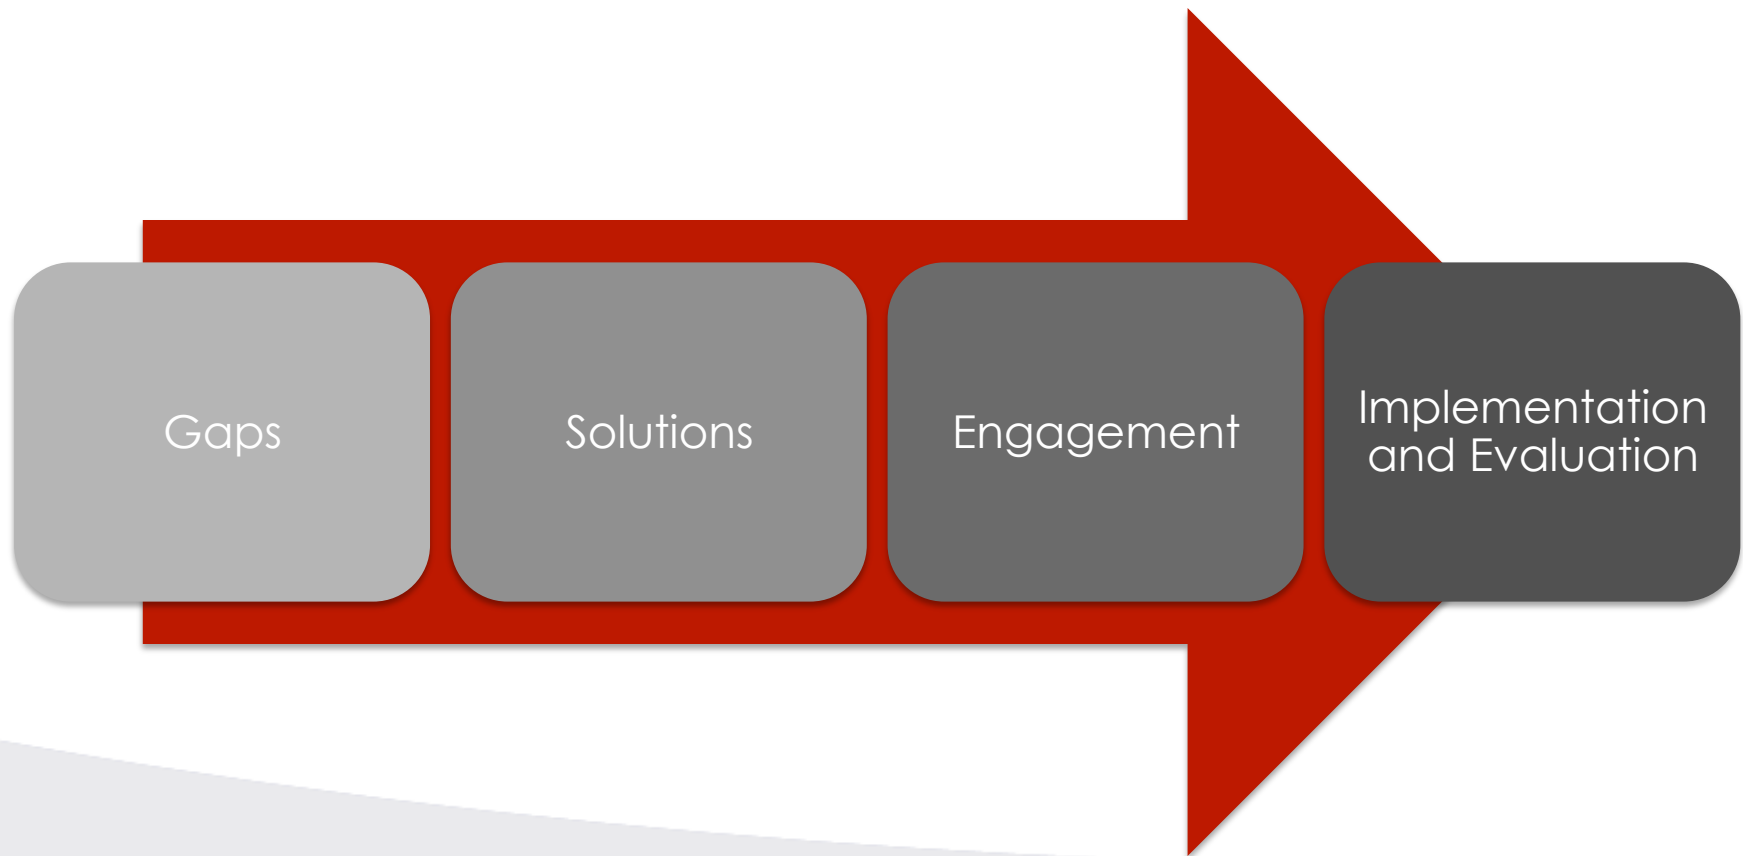 Gaps
Solutions
Engagement
Implementation
and Evaluation